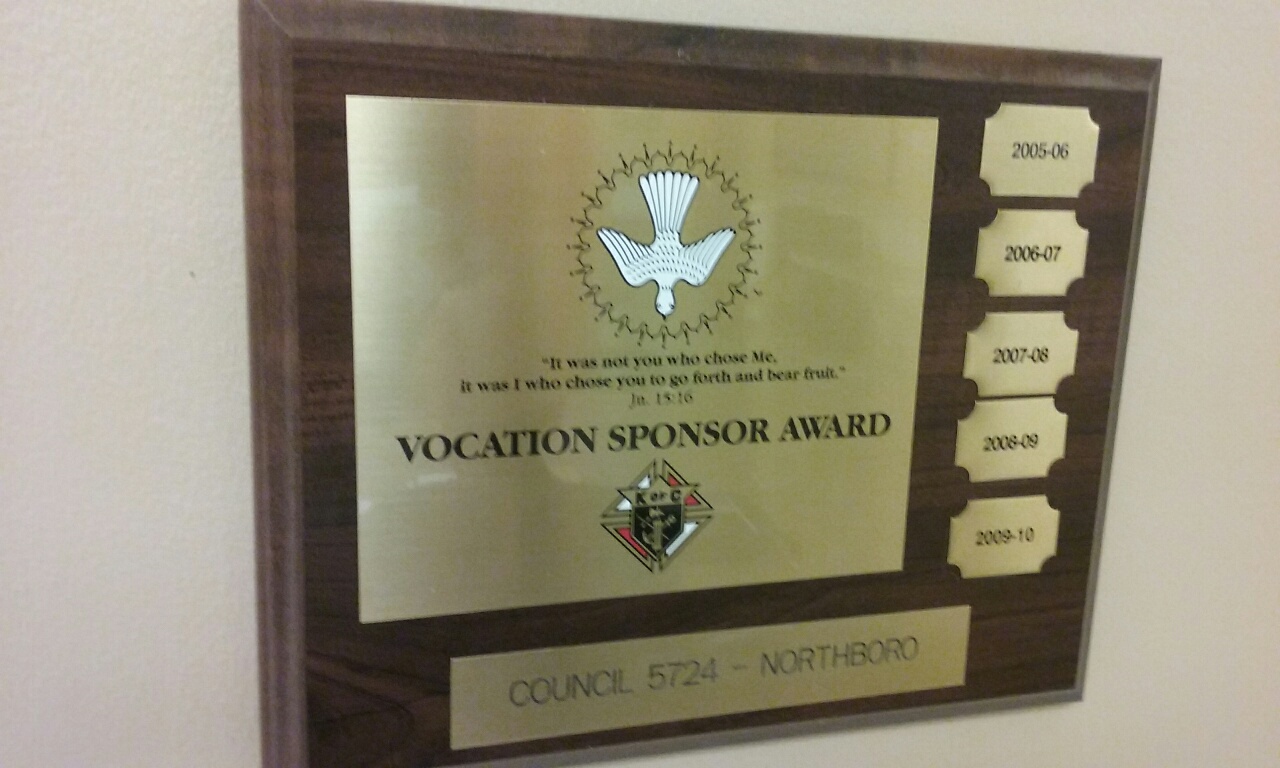 "It was not you who chose Me,
it was I who chose you to go forth and bear fruit."
Jn. 15:16
VOCATION SPONSOR AWARD
K OF C
COUNCIL 5724 - NORTHBORO
2005-06
2006-07
2007-08
2008-09
2009-10